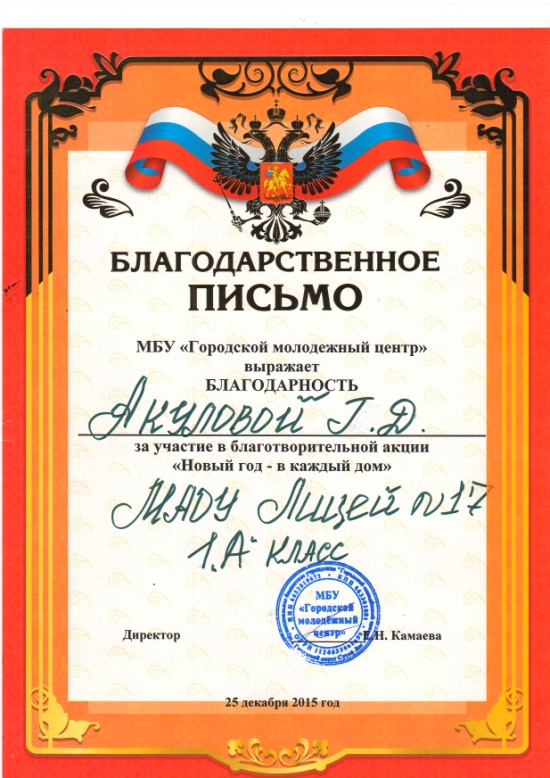 БЛАГОДАРСТВЕННОЕ
ПИСЬМО
МБУ «Городской молодежный центр»
выражает
БЛАГОДАРНОСТЬ
Акуловой Г.Д.
за участие в благотворительной акции
«Новый год - в каждый дом»
МАОУ Лицей №17
1 „А" класс
МБУ
«Городской
молодёжный
центр»
Директор
Е.Н. Камаева
25 декабря 2015 год